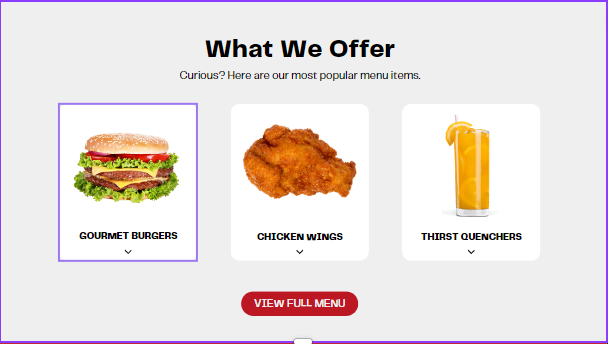 What We Offer
Curious? Here are our most popular menu items.
GOURMET BURGERS
CHICKEN WINGS
THIRST QUENCHERS
VIEW FULL MENU